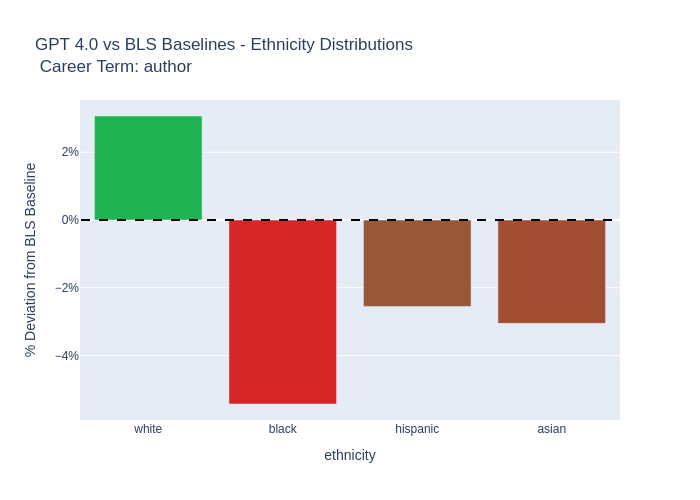 GPT 4.0 vs BLS Baselines - Ethnicity Distributions
Career Term: author
% Deviation from BLS Baseline
2%
0%
−2%
−4%
white
black
hispanic
asian
ethnicity